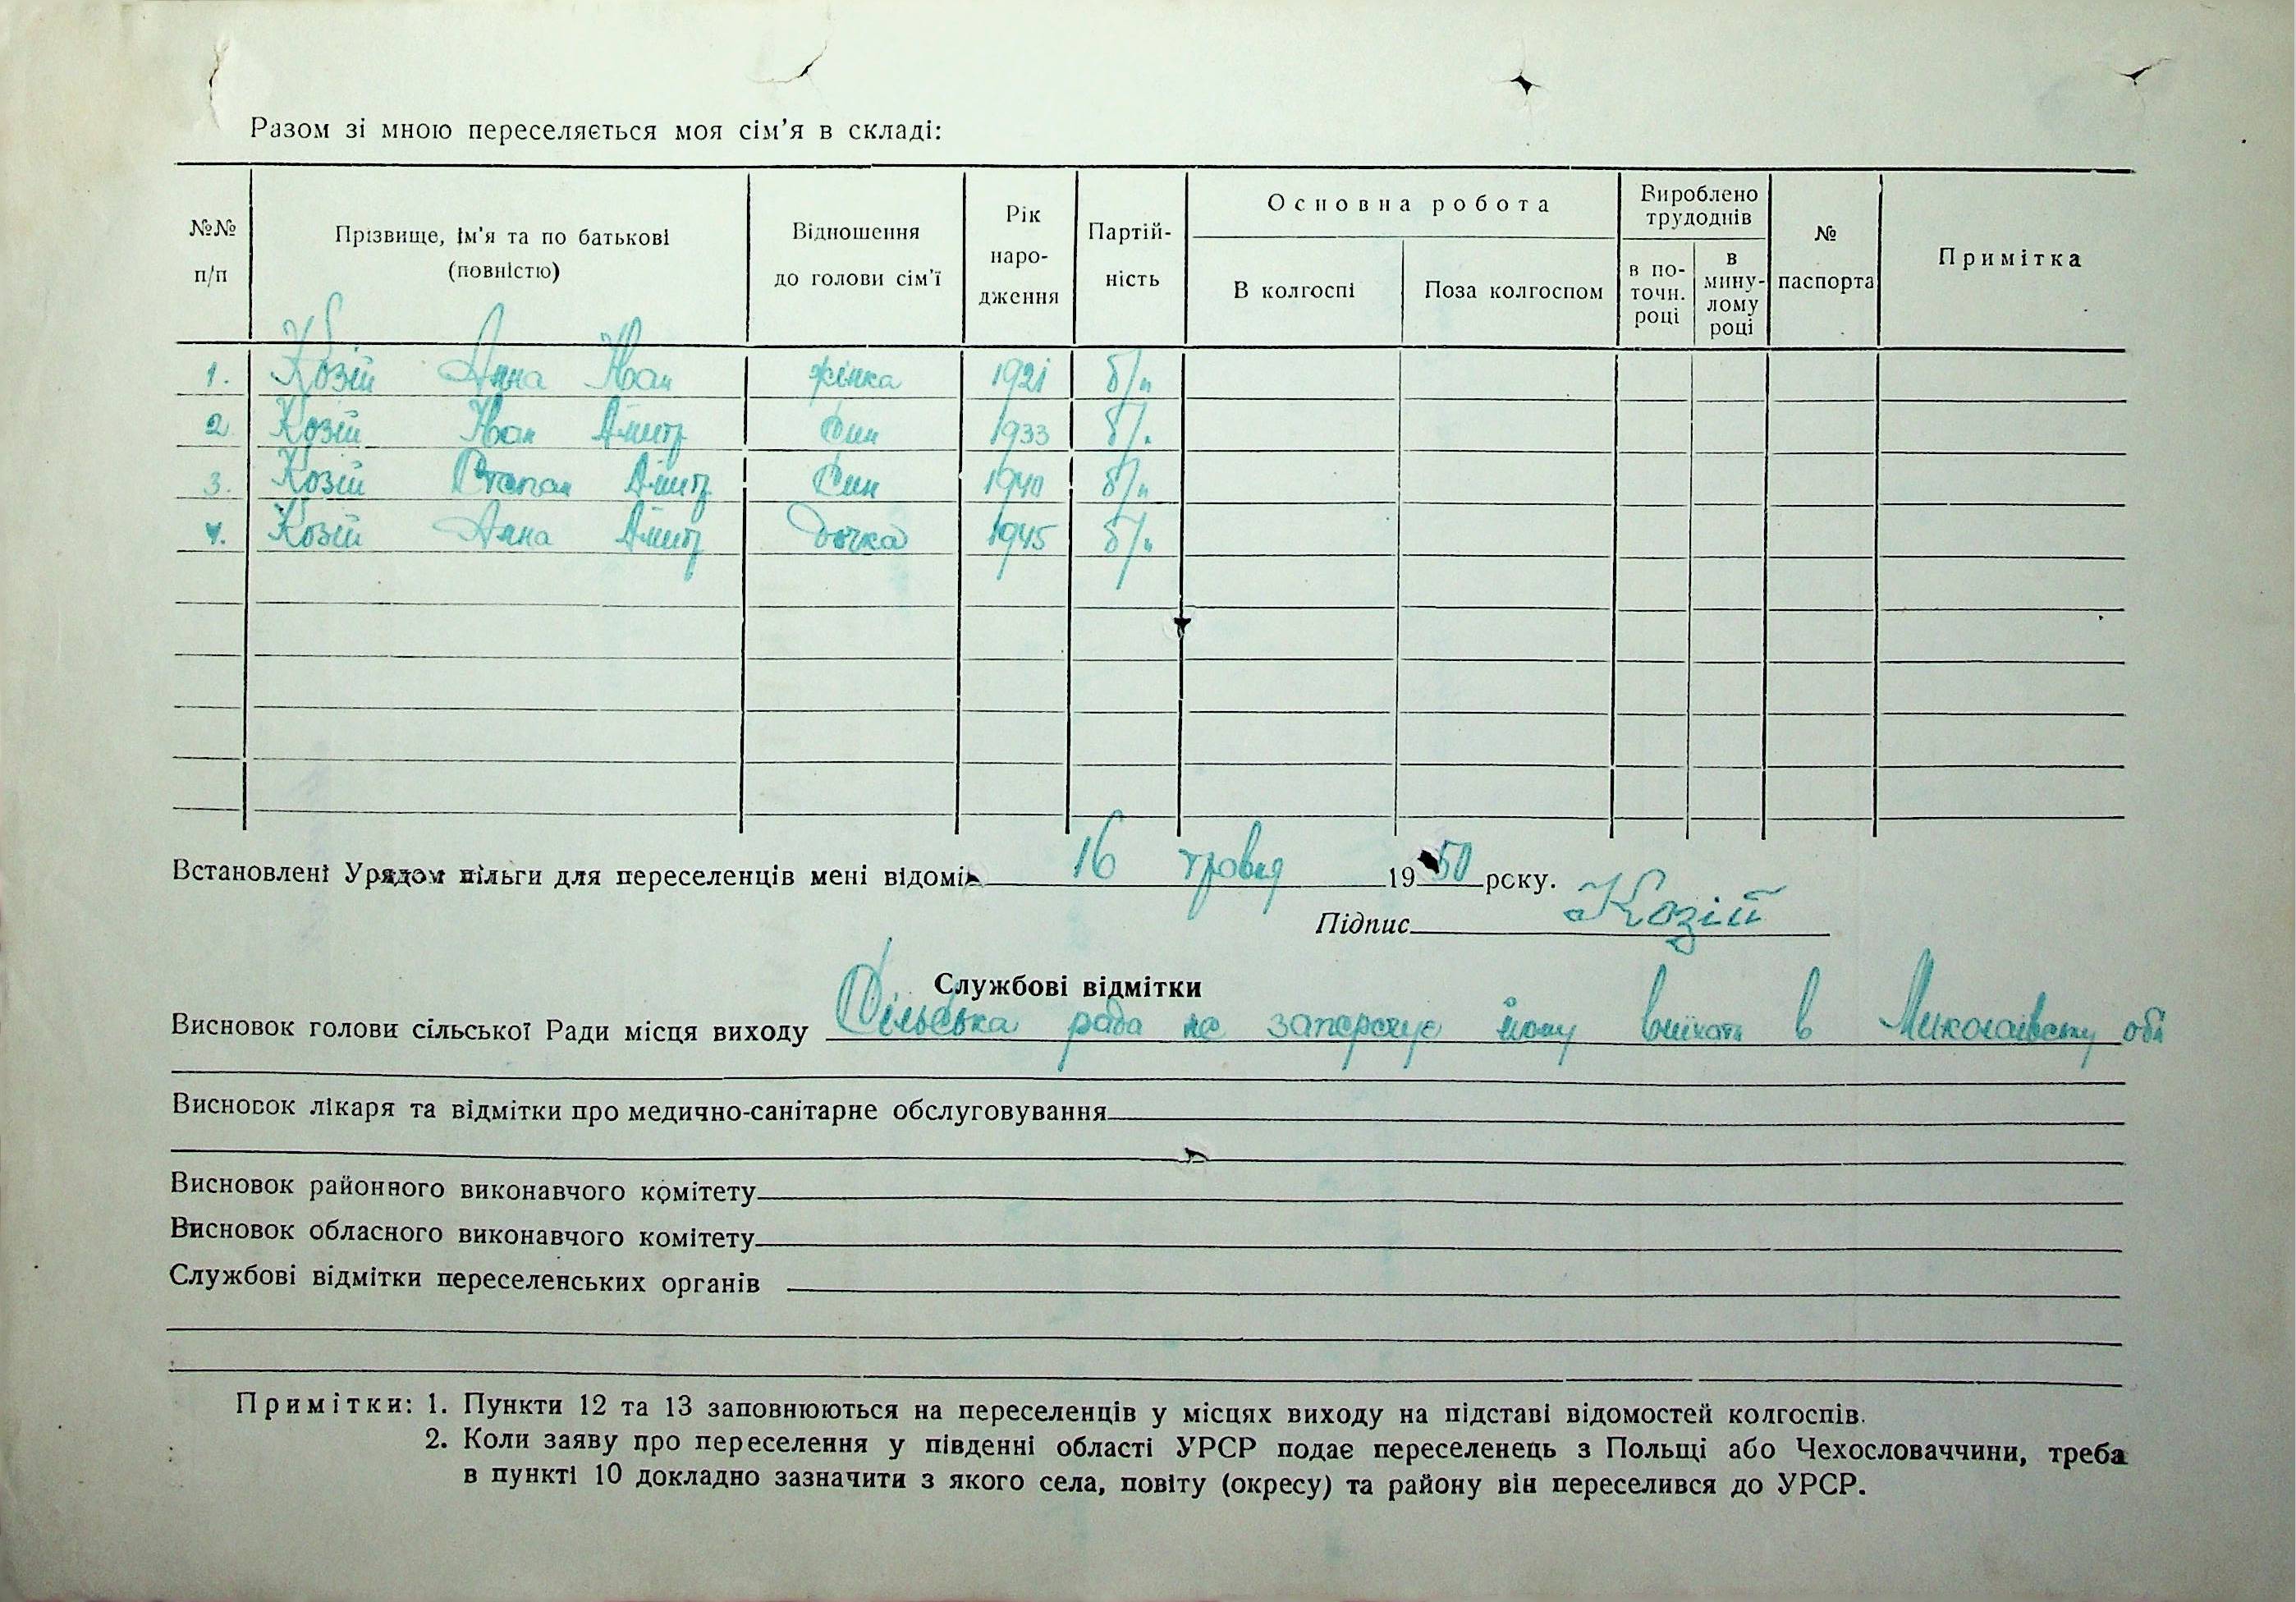 Разом зі мною переселяється моя сім'я в складі:
№№ п/п
Прізвище, ім'я та по батькові (повністю)
Відношення до голови сім'ї
Рік народження
Партійність
Основна робота
В колгоспі
Поза колгоспом
Вироблено трудоднів
в поточн. році
в минулому році
№ паспорта
Примітка
1. Козій Анна Іван жінка 1921 б/п
2 Козій Іван Дмитр Син 1933 б/п
3. Козій Степан Дмитр Син 1940 б/п
4. Козій Анна Дмитр дочка 1945 б/п
Встановлені Урядом пільги для переселенців мені відомі 16 травня 1950 року.
Підпис Козій
Службові відмітки
Висновок голови сільської Ради місця виходу Сільська рада не заперечує йому виїхати в Миколаївську обл
Висновок лікаря та відмітки про медично-санітарне обслуговування
Висновок районного виконавчого комітету
Висновок обласного виконавчого комітету
Службові відмітки переселенських органів
Примітки: 1. Пункти 12 та 13 заповнюються на переселенців у місцях виходу на підставі відомостей колгоспів.
2. Коли заяву про переселення у південні області УРСР подає переселенець з Польщі або Чехословаччини, треба
в пункті 10 докладно зазначити з якого села, повіту (окресу) та району він переселився до УРСР.